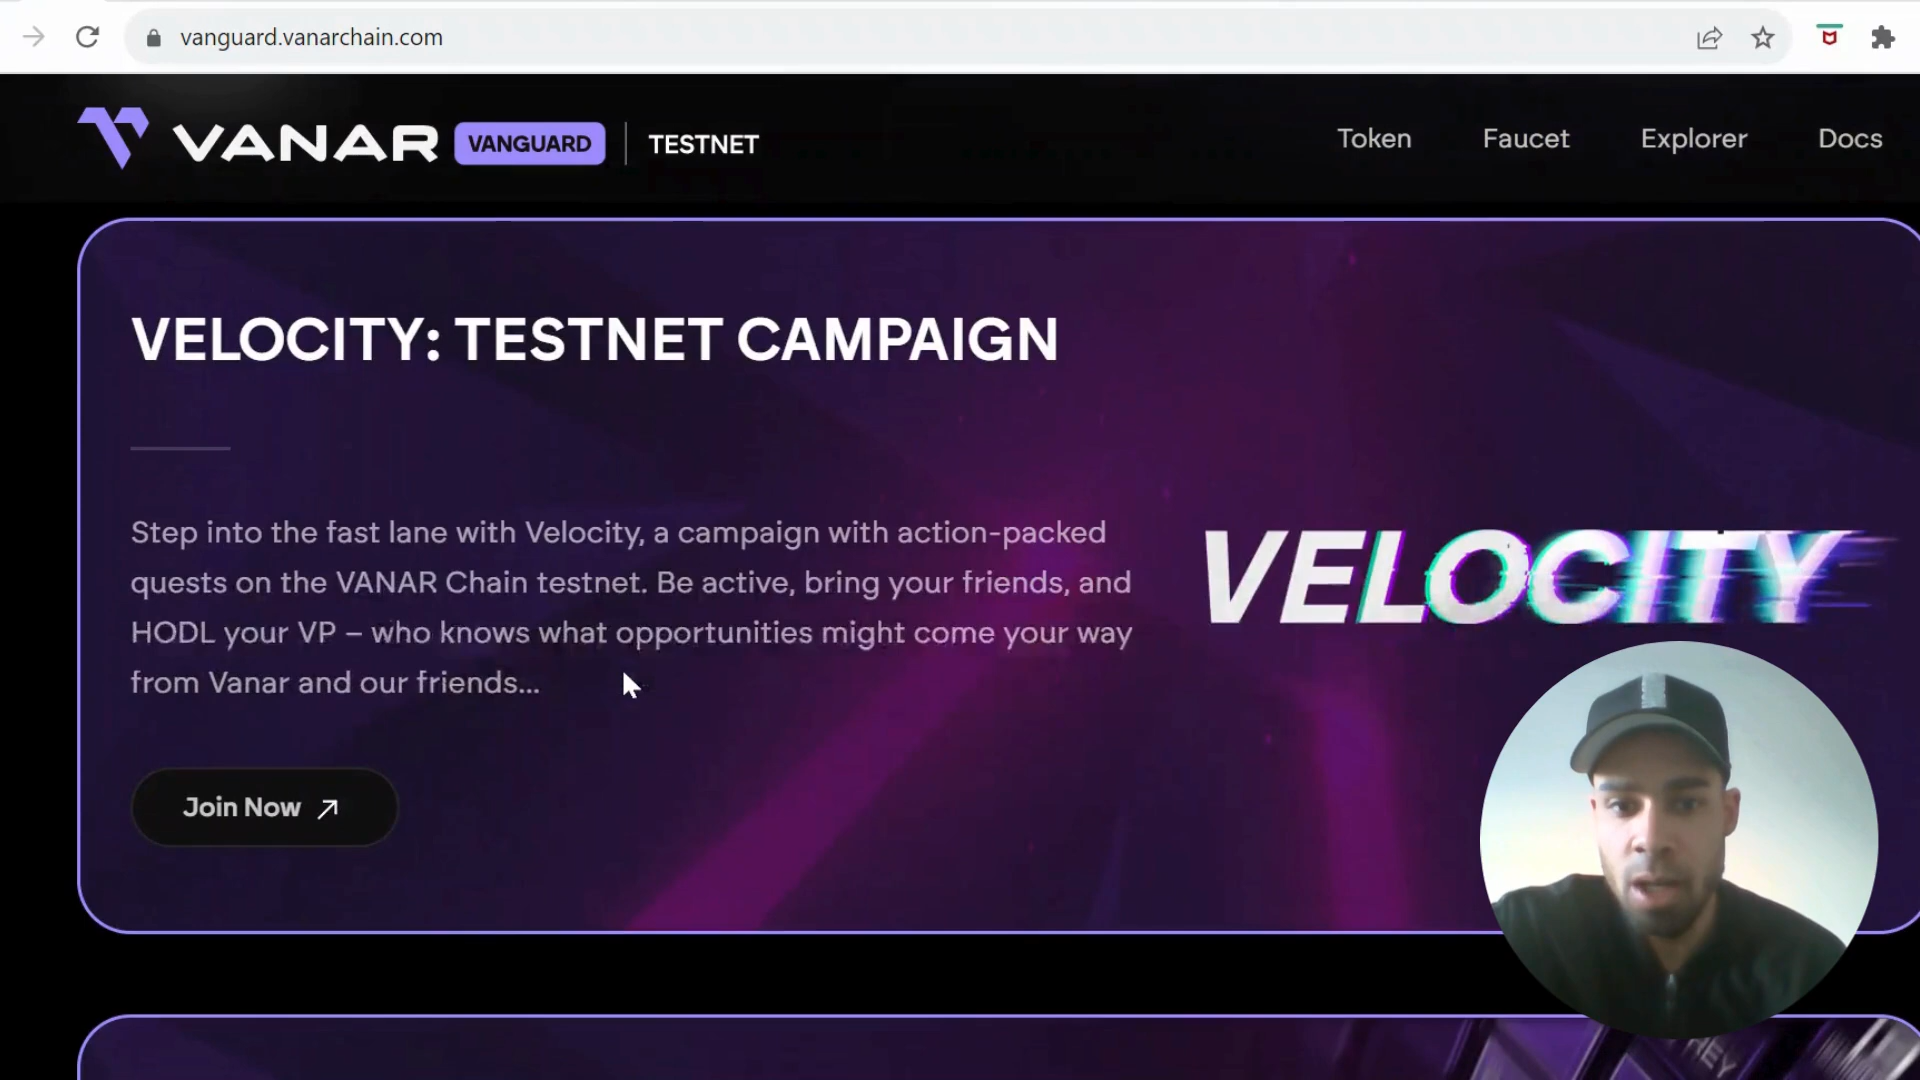 vanguard.vanarchain.com
VANAR VANGUARD TESTNET
Token Faucet Explorer Docs
VELOCITY: TESTNET CAMPAIGN
Step into the fast lane with Velocity, a campaign with action-packed
quests on the VANAR Chain testnet. Be active, bring your friends, and
HODL your VP – who knows what opportunities might come your way
from Vanar and our friends...
VELOCITY
Join Now